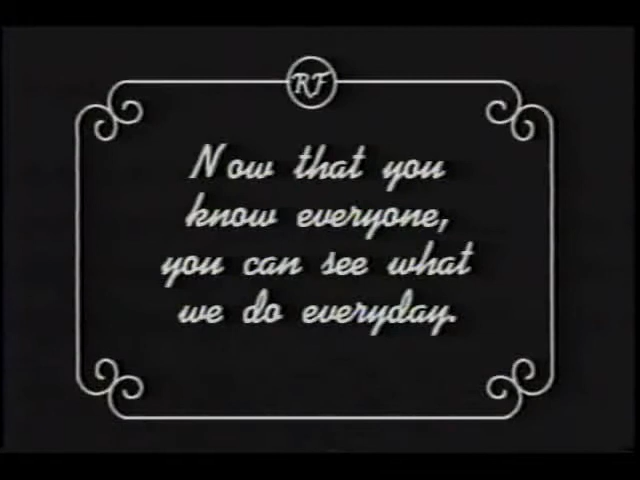 RF
Now that you
know everyone,
you can see what
we do everyday.